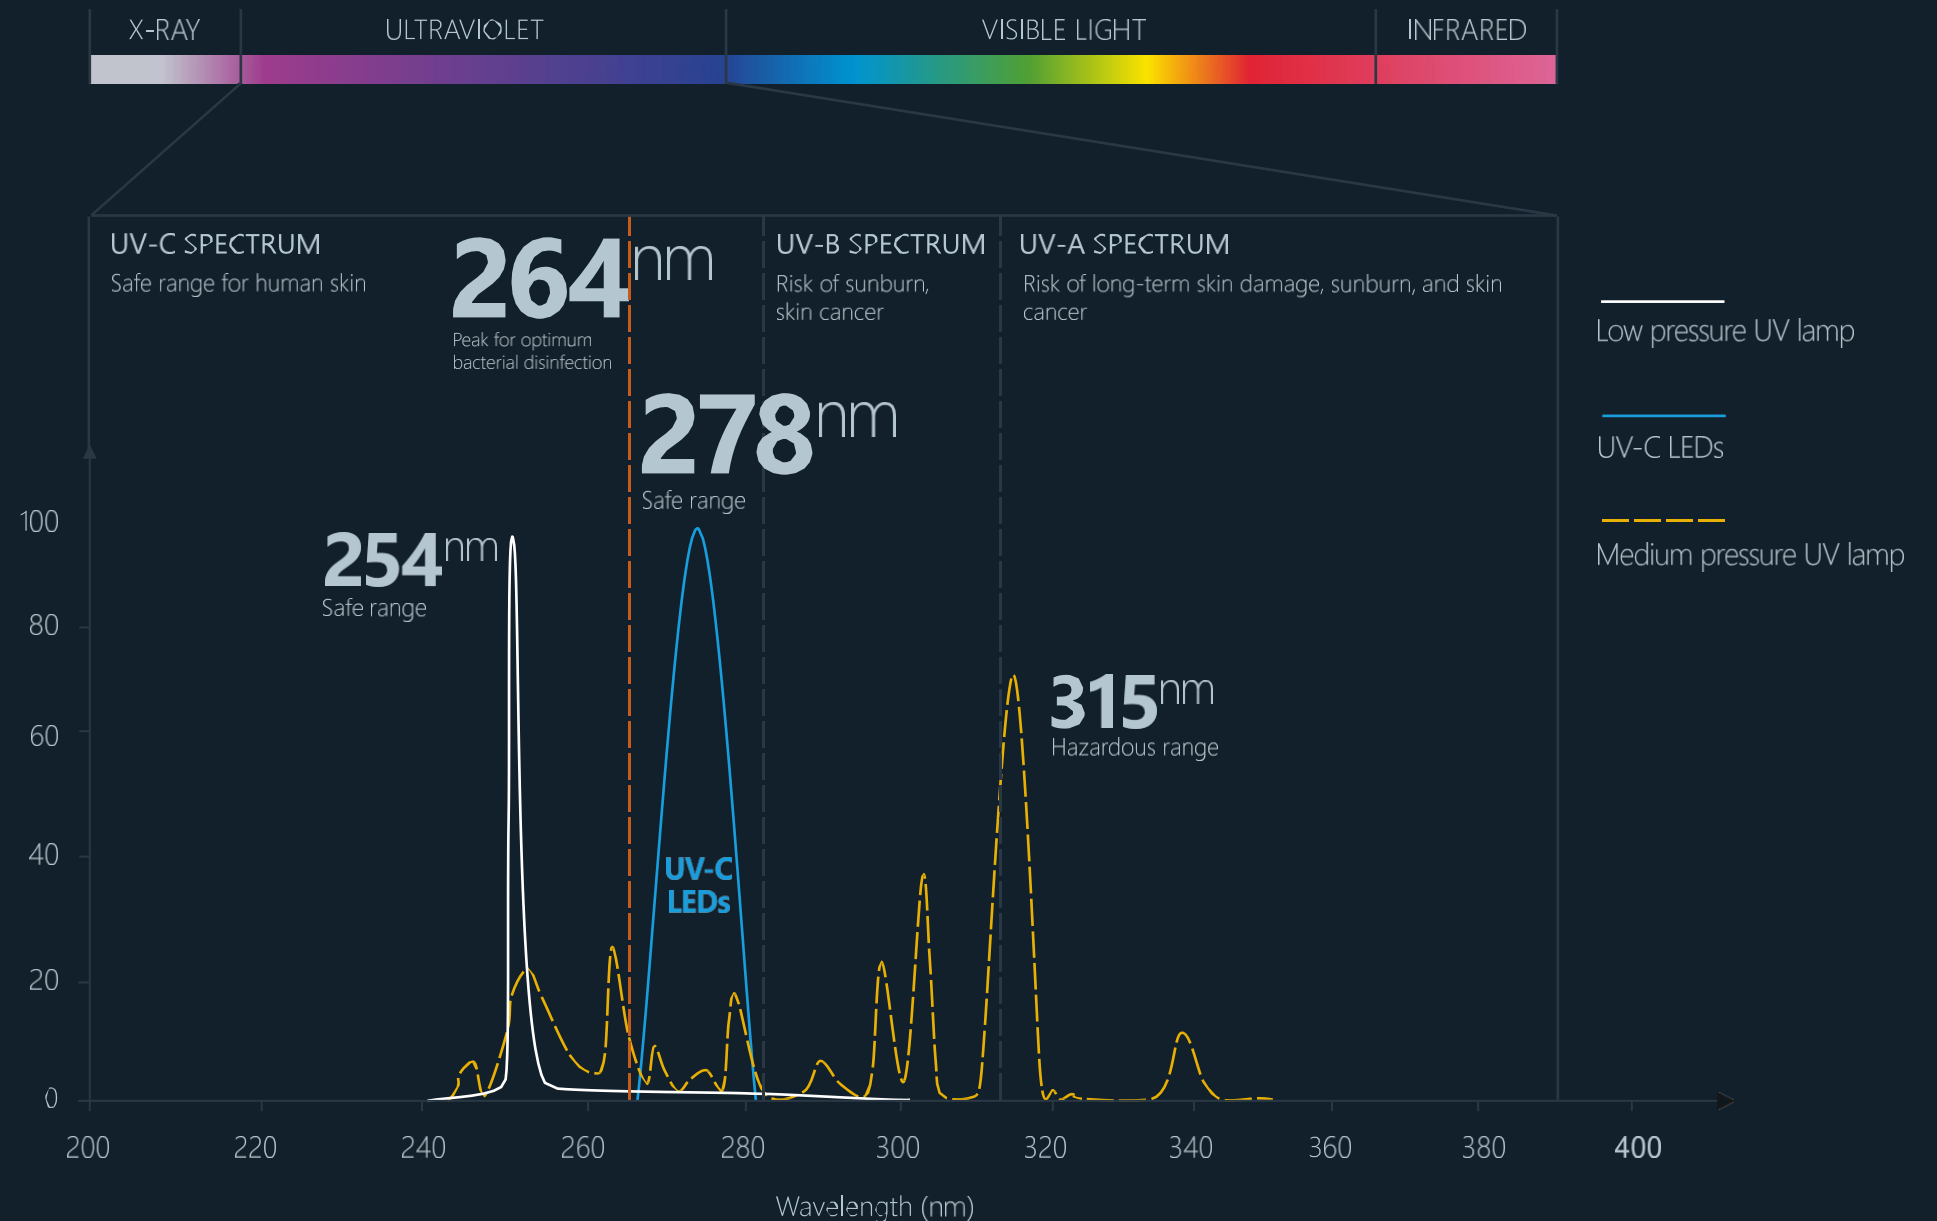 X-RAY
ULTRAVIOLET
VISIBLE LIGHT
INFRARED
UV-C SPECTRUM
Safe range for human skin
264nm
Peak for optimum
bacterial disinfection
UV-B SPECTRUM
Risk of sunburn,
skin cancer
UV-A SPECTRUM
Risk of long-term skin damage, sunburn, and skin
cancer
Low pressure UV lamp
UV-C LEDs
Medium pressure UV lamp
278nm
Safe range
254nm
Safe range
315nm
Hazardous range
UV-C
LEDs
100
80
60
40
20
0
200 220 240 260 280 300 320 340 360 380 400
Wavelength (nm)